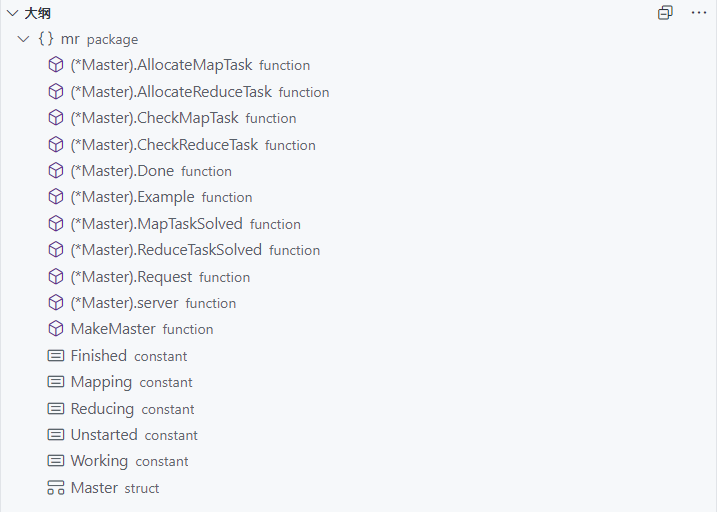 大纲
{} mr package
(*Master).AllocateMapTask function
(*Master).AllocateReduceTask function
(*Master).CheckMapTask function
(*Master).CheckReduceTask function
(*Master).Done function
(*Master).Example function
(*Master).MapTaskSolved function
(*Master).ReduceTaskSolved function
(*Master).Request function
(*Master).server function
MakeMaster function
Finished constant
Mapping constant
Reducing constant
Unstarted constant
Working constant
Master struct